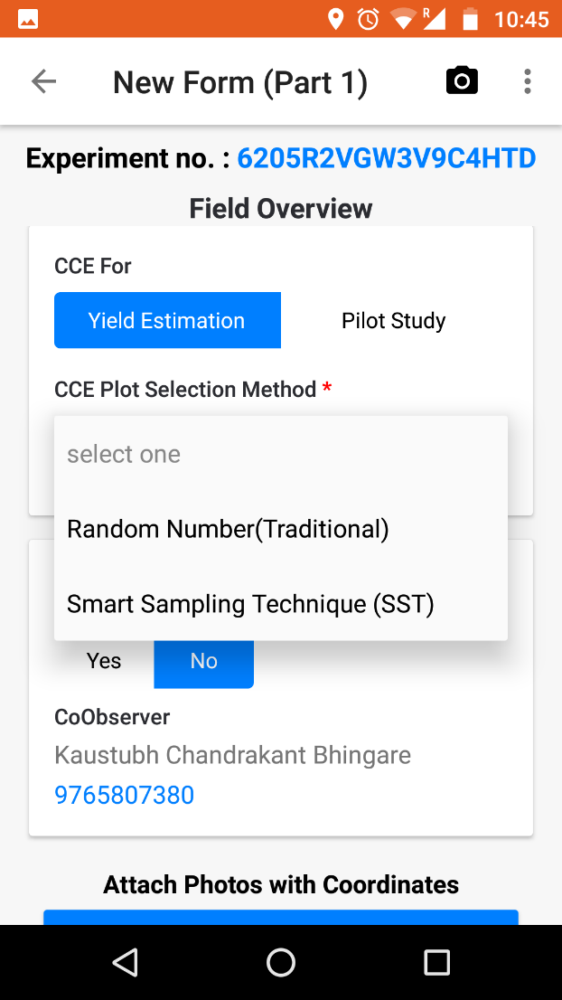 R
10:45
New Form (Part 1)
Experiment no. : 6205R2VGW3V9C4HTD
Field Overview
CCE For
Yield Estimation Pilot Study
CCE Plot Selection Method *
select one
Random Number(Traditional)
Smart Sampling Technique (SST)
Yes No
CoObserver
Kaustubh Chandrakant Bhingare
9765807380
Attach Photos with Coordinates